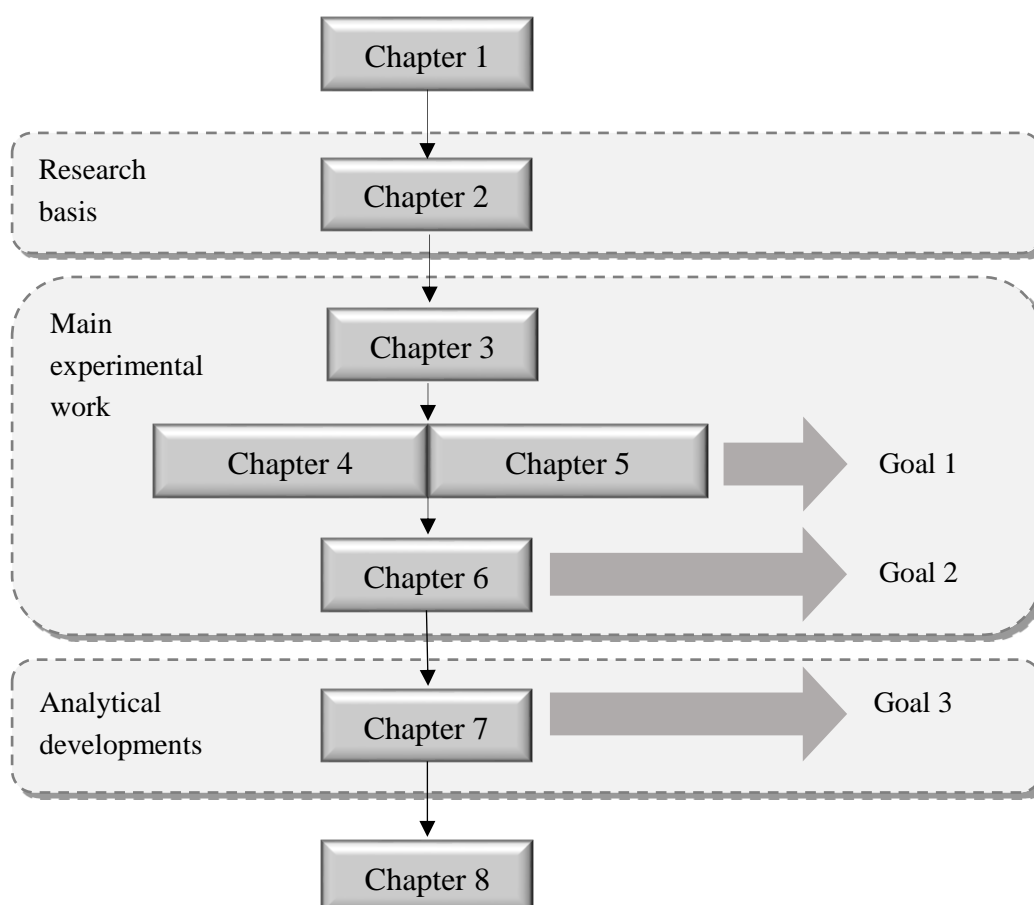 Chapter 1
Research
basis
Chapter 2
Main
experimental
work
Chapter 3
Chapter 4
Chapter 5
Goal 1
Chapter 6
Goal 2
Analytical
developments
Chapter 7
Goal 3
Chapter 8